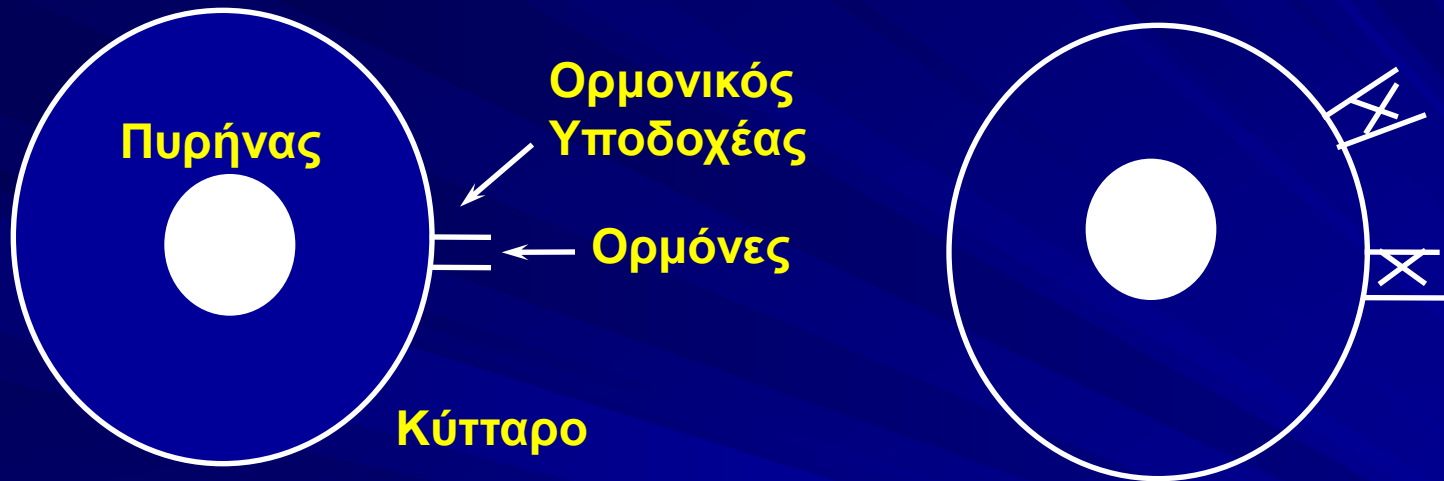 Ορμονικός
Υποδοχέας
Πυρήνας
Ορμόνες
Κύτταρο